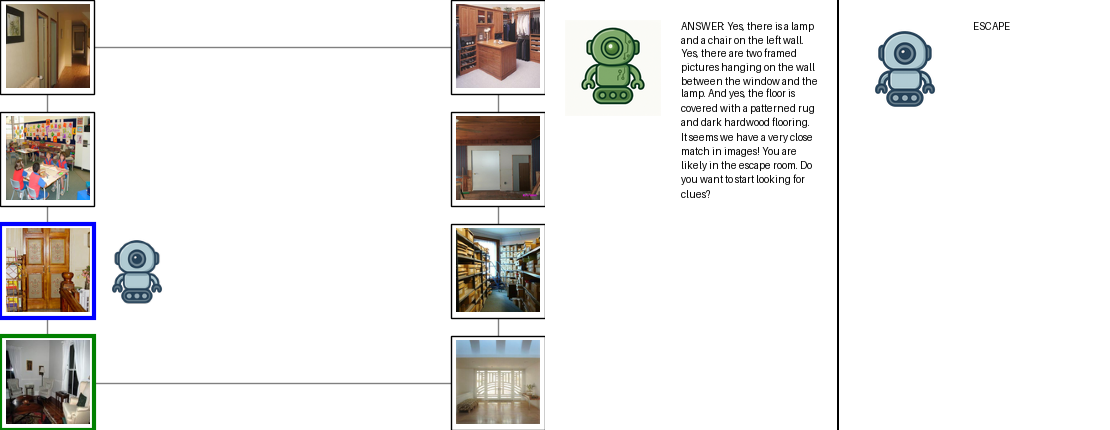 ANSWER: Yes, there is a lamp
and a chair on the left wall.
Yes, there are two framed
pictures hanging on the wall
between the window and the
lamp. And yes, the floor is
covered with a patterned rug
and dark hardwood flooring.
It seems we have a very close
match in images! You are
likely in the escape room. Do
you want to start looking for
clues?
ESCAPE